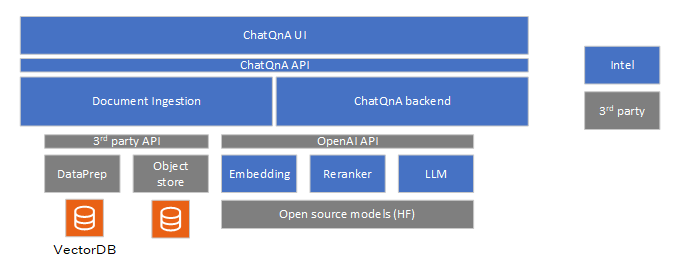 ChatQnA UI
ChatQnA API
Intel
Document Ingestion
ChatQnA backend
3rd party
3rd party API
OpenAI API
DataPrep
Object
store
Embedding
Reranker
LLM
Open source models (HF)
VectorDB